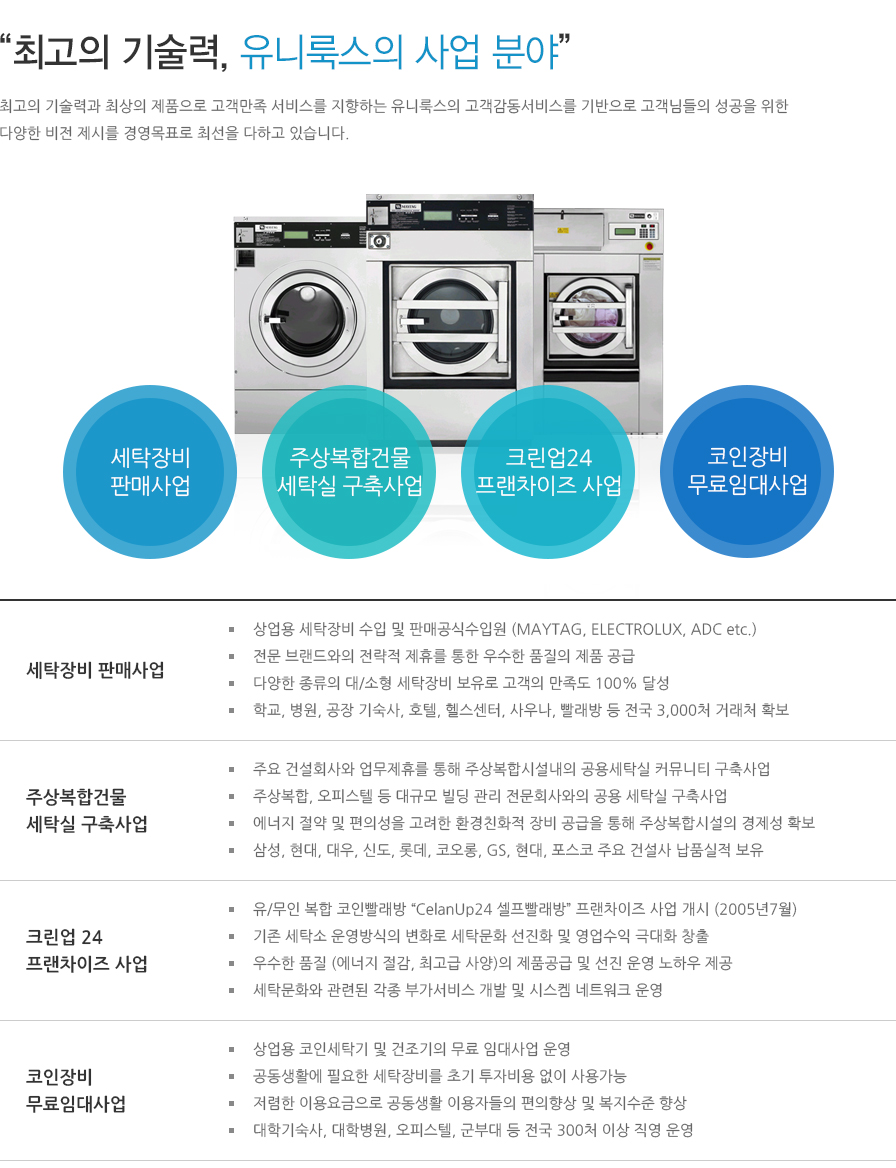 “최고의 기술력, 유니룩스의 사업 분야”
최고의 기술력과 최상의 제품으로 고객만족 서비스를 지향하는 유니룩스의 고객감동서비스를 기반으로 고객님들의 성공을 위한
다양한 비전 제시를 경영목표로 최선을 다하고 있습니다.
세탁장비
판매사업
주상복합건물
세탁실 구축사업
크린업24
프랜차이즈 사업
코인장비
무료임대사업
세탁장비 판매사업
상업용 세탁장비 수입 및 판매공식수입원 (MAYTAG, ELECTROLUX, ADC etc.)
전문 브랜드와의 전략적 제휴를 통한 우수한 품질의 제품 공급
다양한 종류의 대/소형 세탁장비 보유로 고객의 만족도 100% 달성
학교, 병원, 공장 기숙사, 호텔, 헬스센터, 사우나, 빨래방 등 전국 3,000처 거래처 확보
주상복합건물
세탁실 구축사업
주요 건설회사와 업무제휴를 통해 주상복합시설내의 공용세탁실 커뮤니티 구축사업
주상복합, 오피스텔 등 대규모 빌딩 관리 전문회사와의 공용 세탁실 구축사업
에너지 절약 및 편의성을 고려한 환경친화적 장비 공급을 통해 주상복합시설의 경제성 확보
삼성, 현대, 대우, 신도, 롯데, 코오롱, GS, 현대, 포스코 주요 건설사 납품실적 보유
크린업 24
프랜차이즈 사업
유/무인 복합 코인빨래방 “CelanUp24 셀프빨래방” 프랜차이즈 사업 개시 (2005년7월)
기존 세탁소 운영방식의 변화로 세탁문화 선진화 및 영업수익 극대화 창출
우수한 품질 (에너지 절감, 최고급 사양)의 제품공급 및 선진 운영 노하우 제공
세탁문화와 관련된 각종 부가서비스 개발 및 시스켐 네트워크 운영
코인장비
무료임대사업
상업용 코인세탁기 및 건조기의 무료 임대사업 운영
공동생활에 필요한 세탁장비를 초기 투자비용 없이 사용가능
저렴한 이용요금으로 공동생활 이용자들의 편의향상 및 복지수준 향상
대학기숙사, 대학병원, 오피스텔, 군부대 등 전국 300처 이상 직영 운영